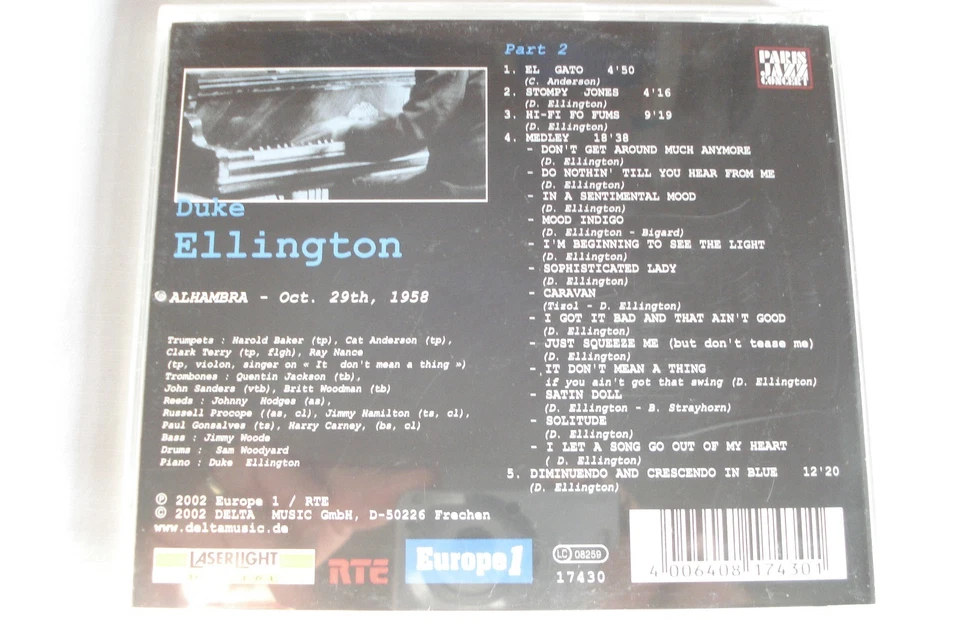 Duke
Ellington
ALHAMBRA - Oct. 29th, 1958
Trumpets : Harold Baker (tp), Cat Anderson (tp),
Clark Terry (tp, flgh), Ray Nance
(tp, violon, singer on « It don't mean a thing »)
Trombones : Quentin Jackson (tb),
John Sanders (vtb), Britt Woodman (tb)
Reeds : Johnny Hodges (as),
Russell Procope ((as, cl), Jimmy Hamilton (ts, cl),
Paul Gonsalves (ts), Harry Carney, (bs, cl)
Bass : Jimmy Woode
Drums : Sam Woodyard
Piano : Duke Ellington
℗ 2002 Europe 1 / RTE
© 2002 DELTA MUSIC GmbH, D-50226 Frechen
www.deltamusic.de
LASERLIGHT
RTE
Europe 1
Part 2
PARIS
JAZZ
CONCERT
1. EL GATO 4'50
(C. Anderson)
2. STOMPY JONES 4'16
(D. Ellington)
3. HI-FI FO FUMS 9'19
(D. Ellington)
4. MEDLEY 18'38
- DON'T GET AROUND MUCH ANYMORE
(D. Ellington)
- DO NOTHIN' TILL YOU HEAR FROM ME
(D. Ellington)
- IN A SENTIMENTAL MOOD
(D. Ellington)
- MOOD INDIGO
(D. Ellington - Bigard)
- I'M BEGINNING TO SEE THE LIGHT
(D. Ellington)
- SOPHISTICATED LADY
(D. Ellington)
- CARAVAN
(Tizol - D. Ellington)
- I GOT IT BAD AND THAT AIN'T GOOD
(D. Ellington)
- JUST SQUEEZE ME (but don't tease me)
(D. Ellington)
- IT DON'T MEAN A THING
if you ain't got that swing (D. Ellington)
- SATIN DOLL
(D. Ellington - B. Strayhorn)
- SOLITUDE
(D. Ellington)
- I LET A SONG GO OUT OF MY HEART
( D. Ellington)
5. DIMINUENDO AND CRESCENDO IN BLUE 12'20
(D. Ellington)
LC 08259
17430
4 006408 174301